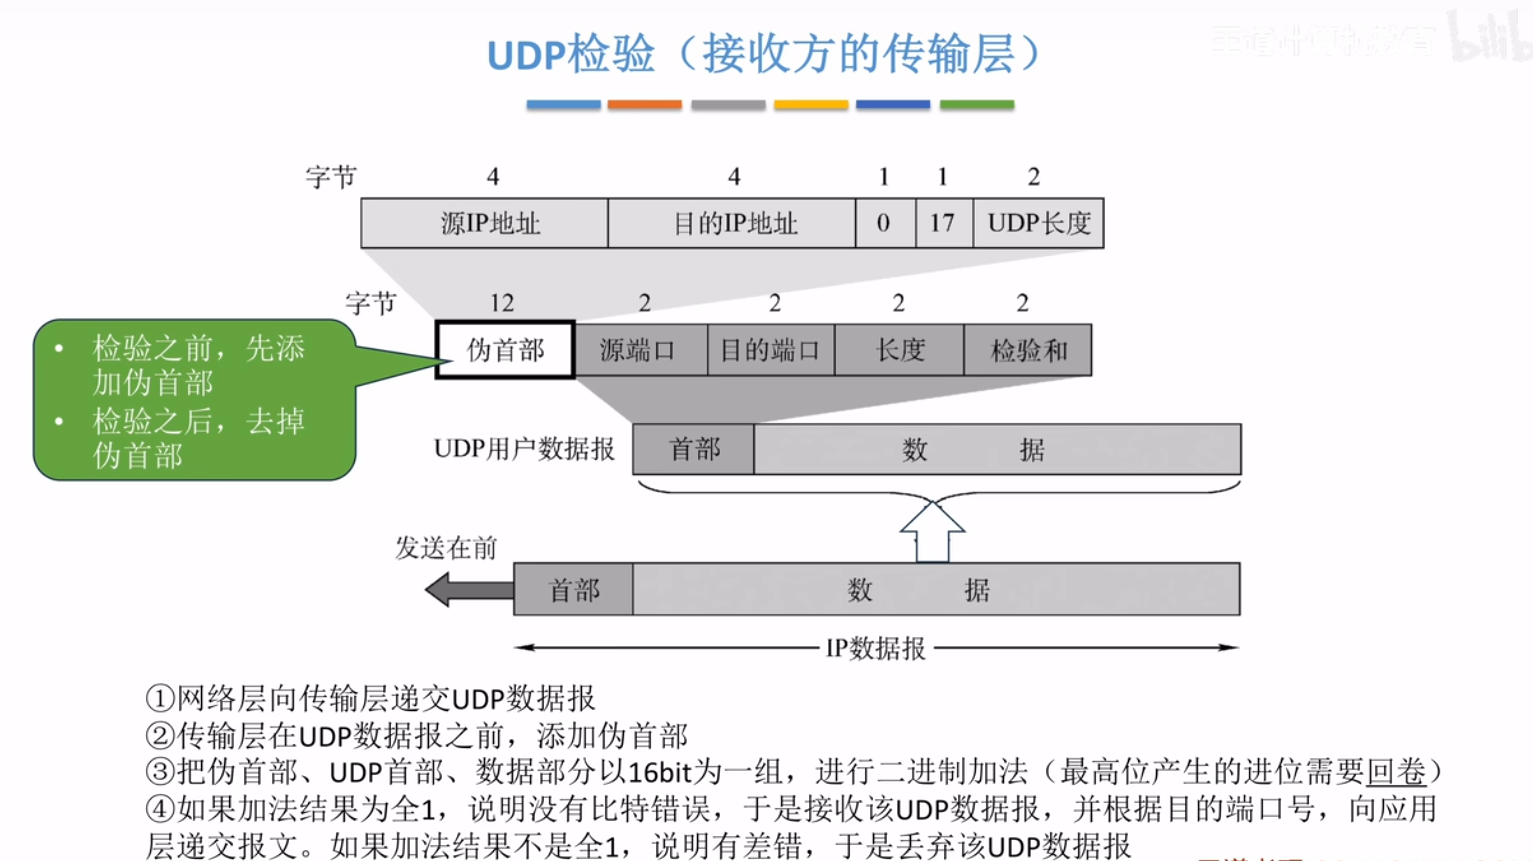 王道计算机教育 bilib
UDP检验（接收方的传输层）
字节 4 4 1 1 2
源IP地址 目的IP地址 0 17 UDP长度
字节 12 2 2 2 2
伪首部 源端口 目的端口 长度 检验和
• 检验之前，先添
加伪首部
• 检验之后，去掉
伪首部
UDP用户数据报 首部 数 据
发送在前
首部 数 据
IP数据报
①网络层向传输层递交UDP数据报
②传输层在UDP数据报之前，添加伪首部
③把伪首部、UDP首部、数据部分以16bit为一组，进行二进制加法（最高位产生的进位需要回卷）
④如果加法结果为全1，说明没有比特错误，于是接收该UDP数据报，并根据目的端口号，向应用
层递交报文。如果加法结果不是全1，说明有差错，于是丢弃该UDP数据报